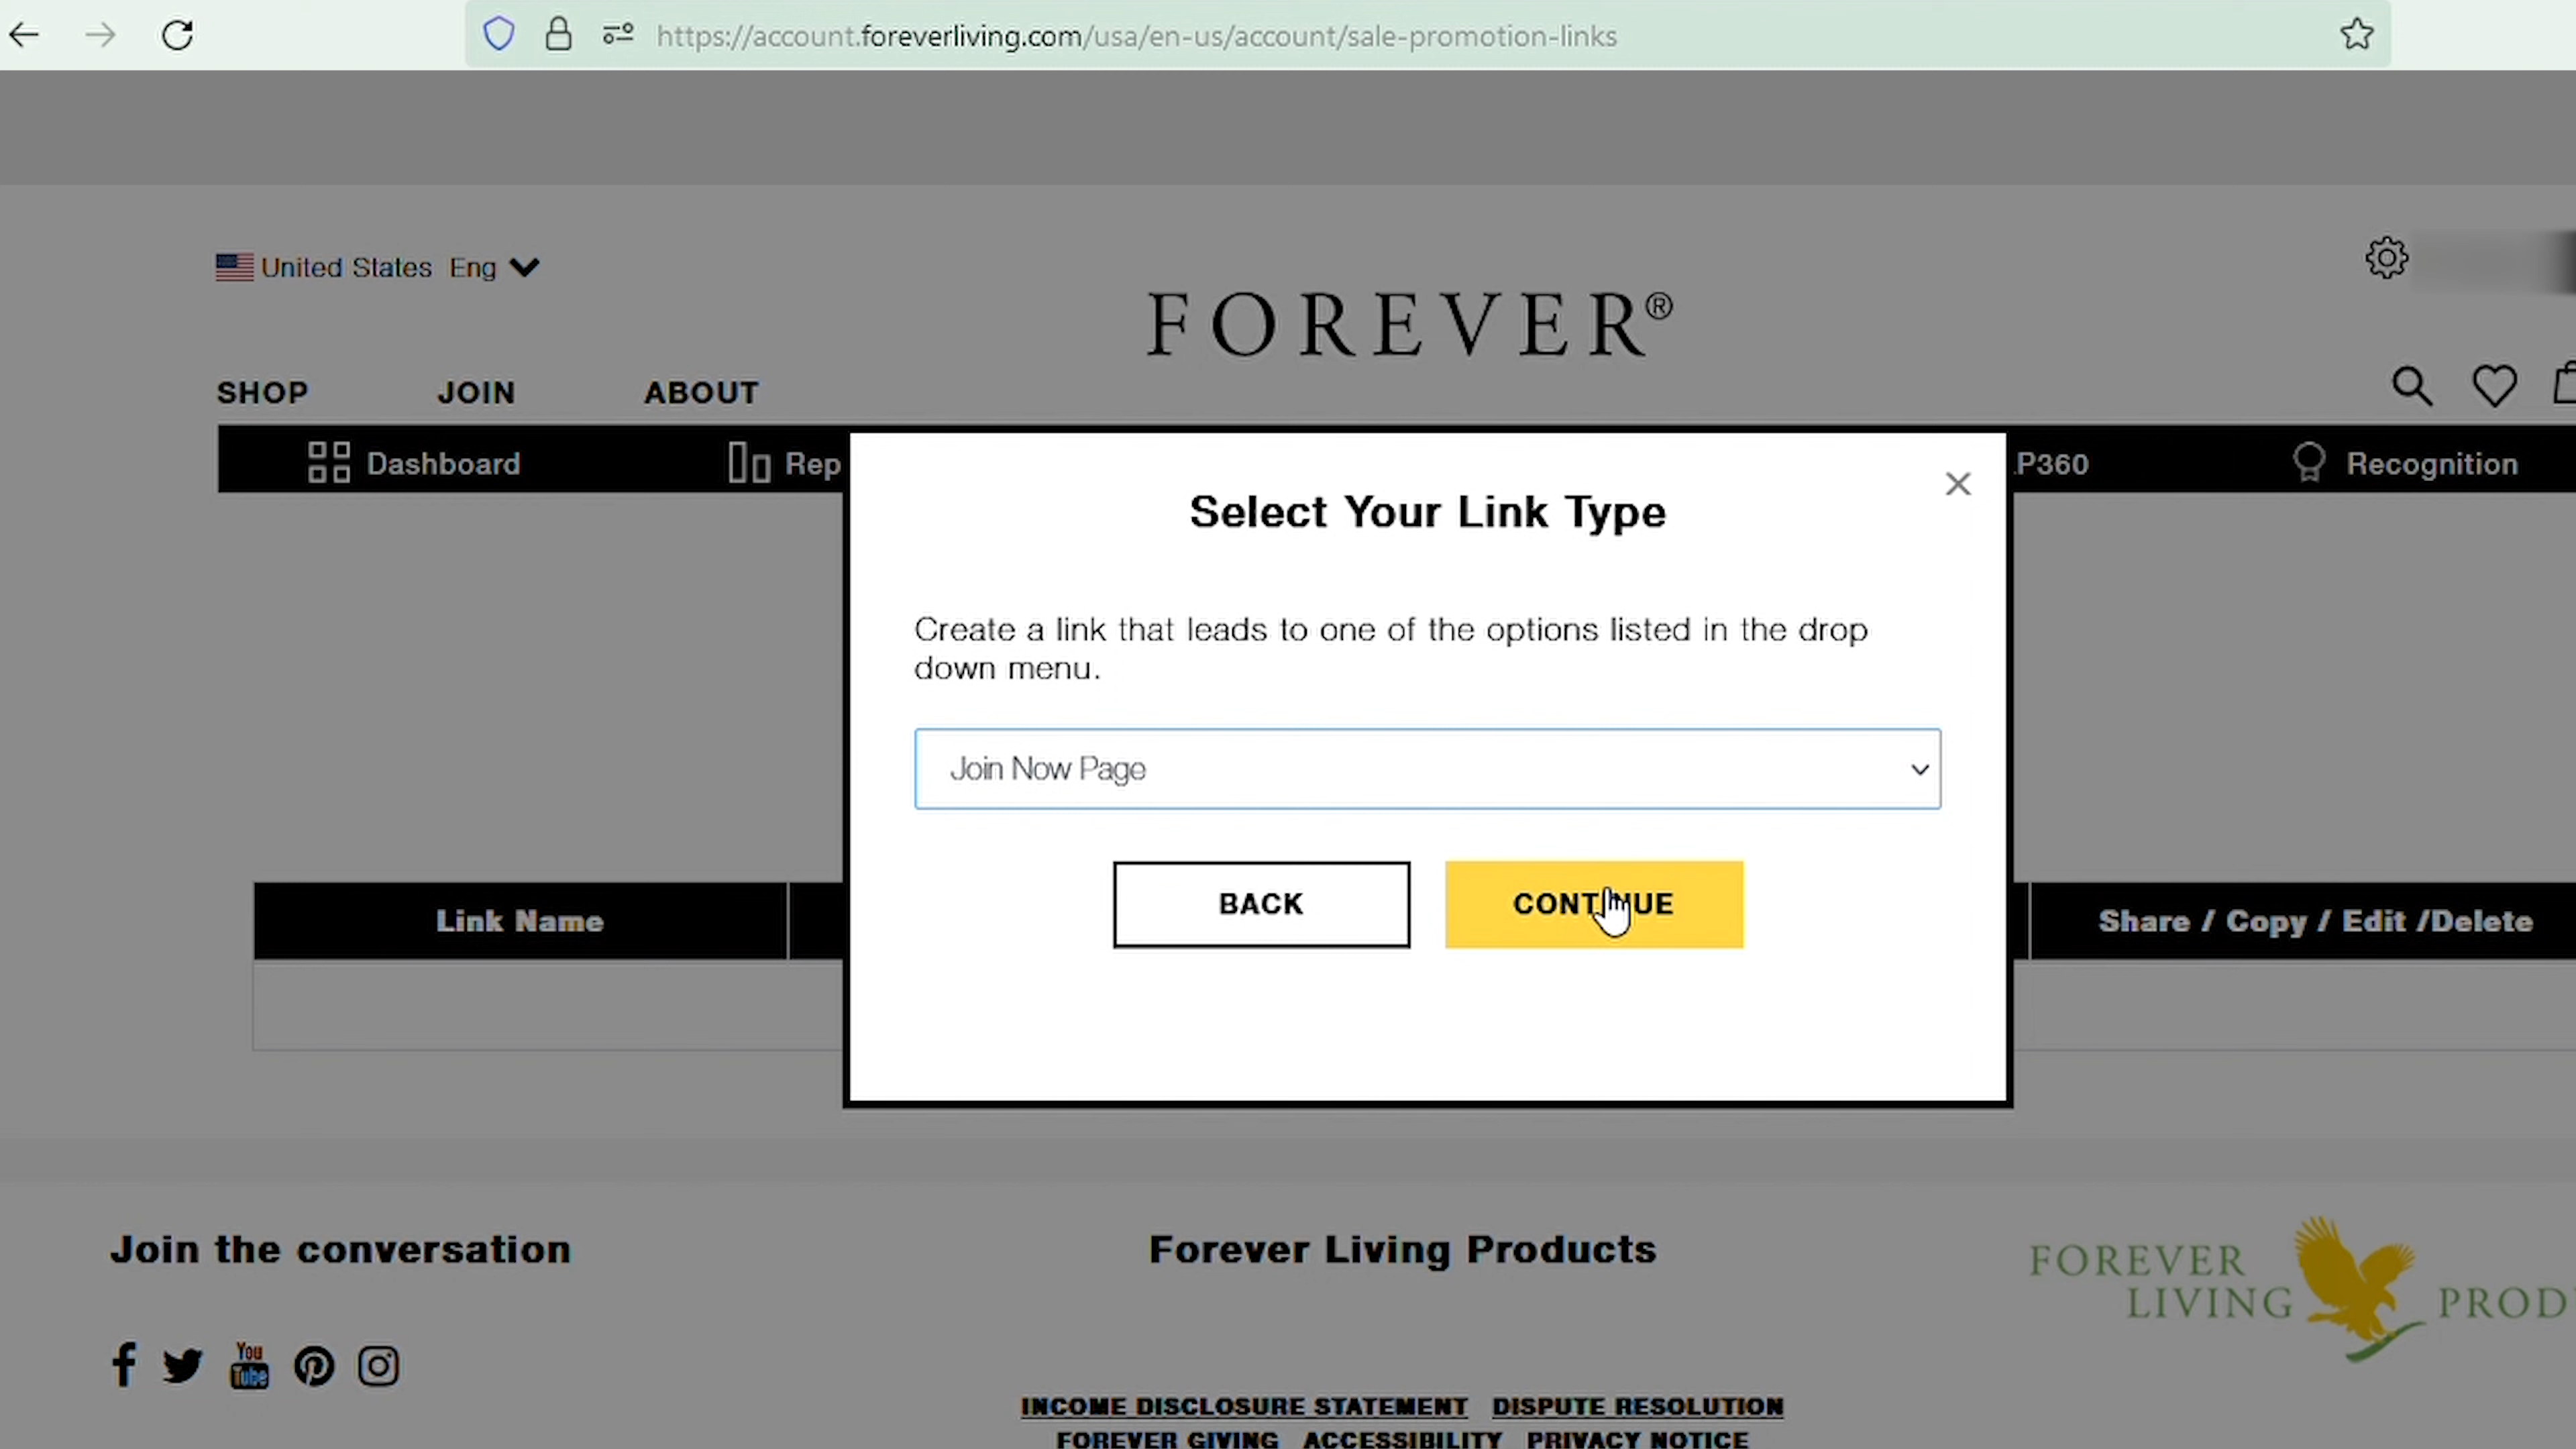 https://account.foreverliving.com/usa/en-us/account/sale-promotion-links
United States Eng
FOREVER®
SHOP JOIN ABOUT
Dashboard Rep P360 Recognition
Select Your Link Type
Create a link that leads to one of the options listed in the drop
down menu.
Join Now Page
BACK CONTINUE
Link Name Share / Copy / Edit /Delete
Join the conversation Forever Living Products
FOREVER
LIVING PROD
You
Tube
INCOME DISCLOSURE STATEMENT DISPUTE RESOLUTION
FOREVER GIVING ACCESSIBILITY PRIVACY NOTICE